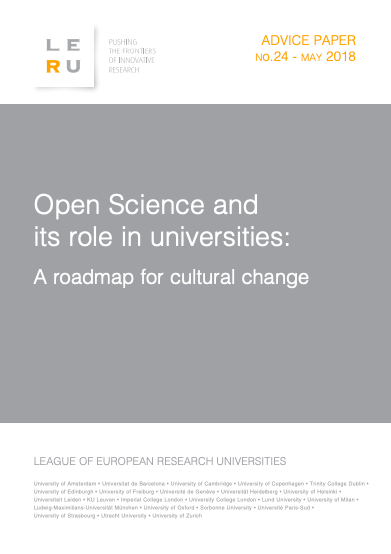 LE
RU
PUSHING
THE FRONTIERS
OF INNOVATIVE
RESEARCH
ADVICE PAPER
NO.24 - MAY 2018
Open Science and
its role in universities:
A roadmap for cultural change
LEAGUE OF EUROPEAN RESEARCH UNIVERSITIES
University of Amsterdam • Universitat de Barcelona • University of Cambridge • University of Copenhagen • Trinity College Dublin •
University of Edinburgh • University of Freiburg • Université de Genève • Universität Heidelberg • University of Helsinki •
Universiteit Leiden • KU Leuven • Imperial College London • University College London • Lund University • University of Milan •
Ludwig-Maximilians-Universität München • University of Oxford • Sorbonne University • Université Paris-Sud •
University of Strasbourg • Utrecht University • University of Zurich